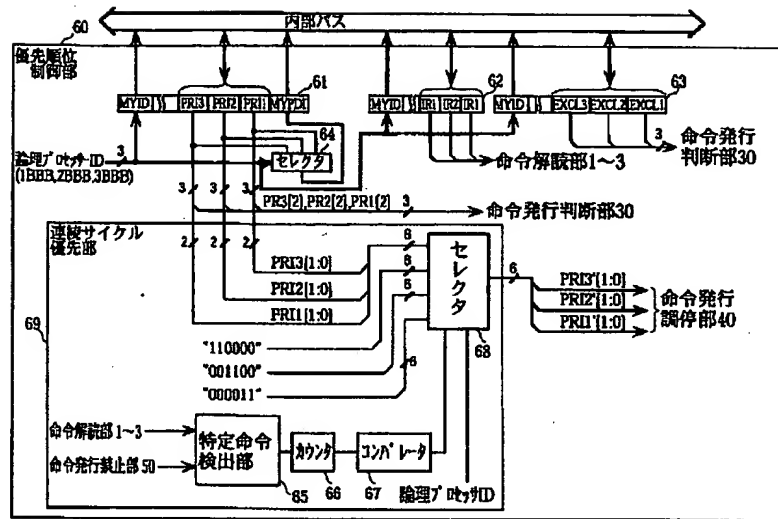 内部バス
60
優先順位
制御部
61
62
63
MYID
PRI3 PRI2 PRI1 MYPRI
MYID
IR1 IR2 IR1
MYID
EXCL3 EXCL2 EXCL1
64
セレクタ
論理プロセッサID
(1BBB,2BBB,3BBB)
3
3
命令発行
判断部30
命令解読部1～3
3 3 3
PR3[2],PR2[2],PR1[2]
3
命令発行判断部30
連続サイクル
優先部
2 2 2
69
PRI3[1:0]
PRI2[1:0]
PRI1[1:0]
6
6
6
6
セレクタ
68
6
PRI3'[1:0]
PRI2'[1:0]
PRI1'[1:0]
命令発行
調停部40
"110000"
"001100"
"000011"
命令解読部1～3
命令発行禁止部50
特定命令
検出部
65
カウンタ
66
コンパレータ
67
論理プロセッサID